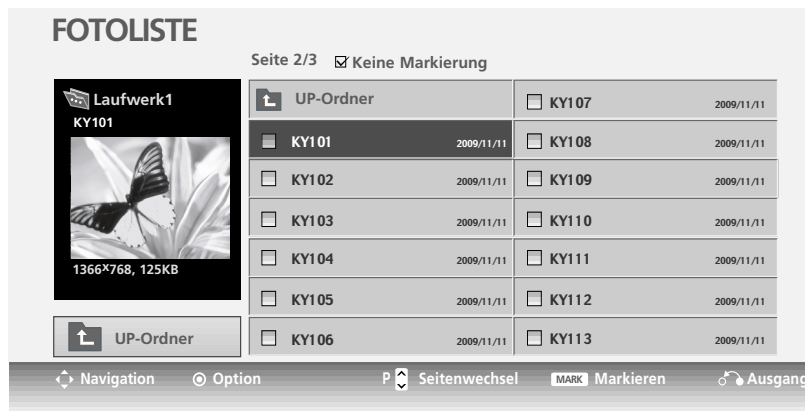 FOTOLISTE
Seite 2/3 Keine Markierung
Laufwerk1
KY101
1366x768, 125KB
UP-Ordner
UP-Ordner
KY101 2009/11/11
KY102 2009/11/11
KY103 2009/11/11
KY104 2009/11/11
KY105 2009/11/11
KY106 2009/11/11
KY107 2009/11/11
KY108 2009/11/11
KY109 2009/11/11
KY110 2009/11/11
KY111 2009/11/11
KY112 2009/11/11
KY113 2009/11/11
Navigation Option P Seitenwechsel MARK Markieren Ausgang